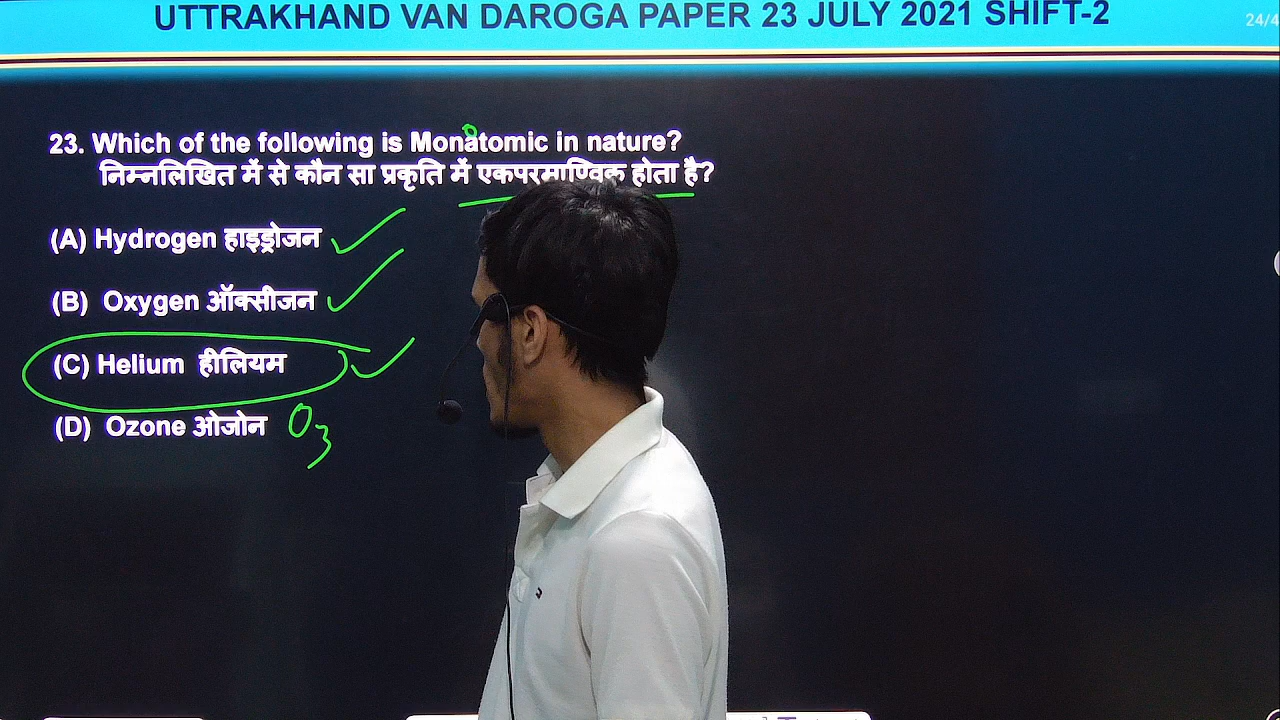 UTTRAKHAND VAN DAROGA PAPER 23 JULY 2021 SHIFT-2
24/4
23. Which of the following is Monatomic in nature?
o
निम्नलिखित में से कौन सा प्रकृति में एकपरमाण्विक होता है?
(A) Hydrogen हाइड्रोजन
(B) Oxygen ऑक्सीजन
(C) Helium हीलियम
(D) Ozone ओजोन O3